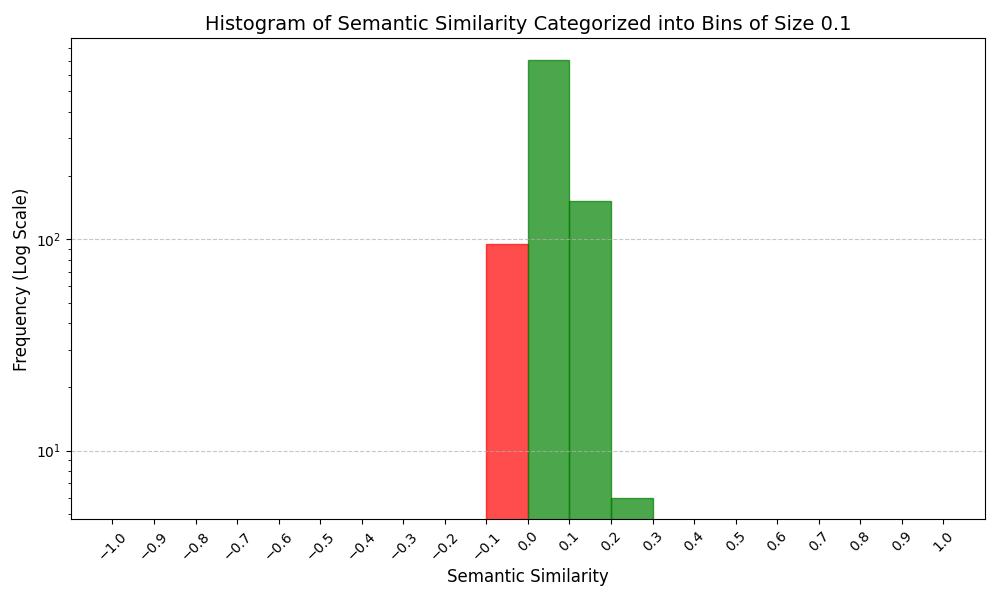 Histogram of Semantic Similarity Categorized into Bins of Size 0.1
Frequency (Log Scale)
10²
10¹
−1.0 −0.9 −0.8 −0.7 −0.6 −0.5 −0.4 −0.3 −0.2 −0.1 0.0 0.1 0.2 0.3 0.4 0.5 0.6 0.7 0.8 0.9 1.0
Semantic Similarity